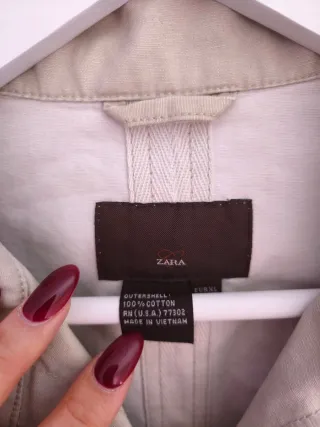 ZARA
OUTERSHELL:
100% COTTON
RN (U.S.A.) 77302
MADE IN VIETNAM